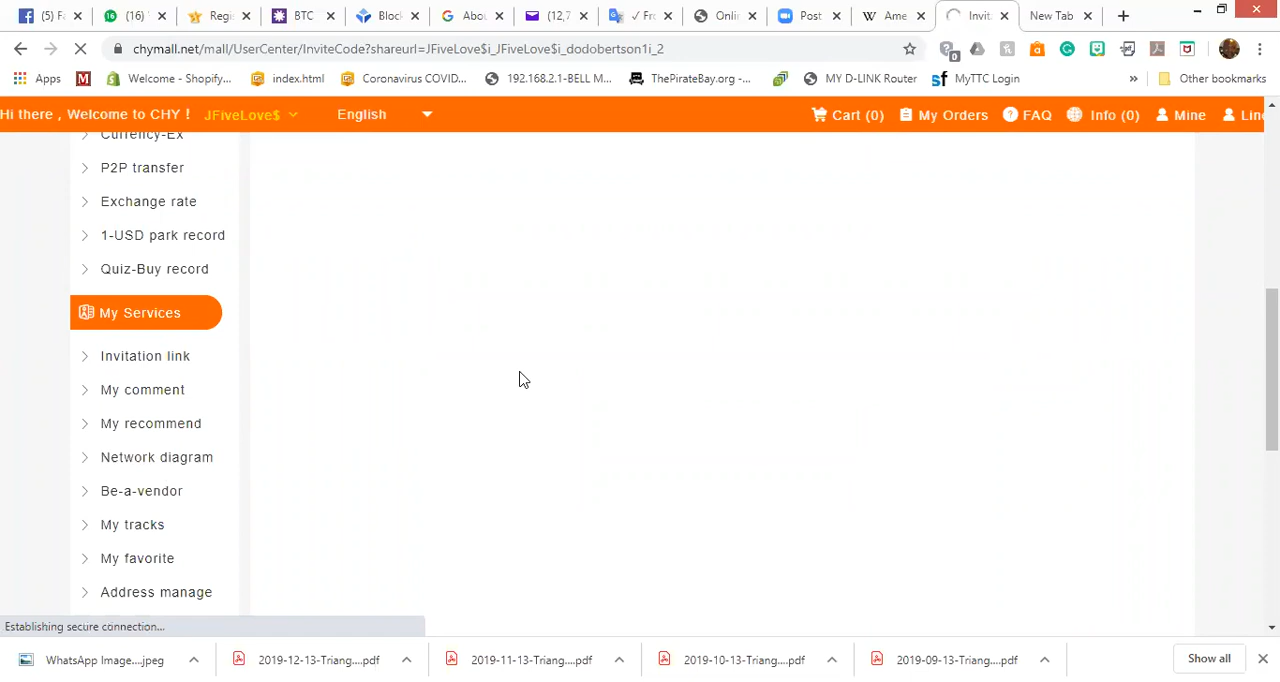 (5) Fa
(16)
Regi
BTC
Block
Abou
(12,7
✓ Fr
Onli
Post
Ame
Invit
New Tab
chymall.net/mall/UserCenter/InviteCode?shareurl=JFiveLove$i_JFiveLove$i_dodobertson1i_2
Apps
Welcome - Shopify...
index.html
Coronavirus COVID...
192.168.2.1-BELL M...
ThePirateBay.org -...
MY D-LINK Router
MyTTC Login
»
Other bookmarks
Hi there , Welcome to CHY ! JFiveLove$ English Cart (0) My Orders FAQ Info (0) Mine Line
Currency-Ex
P2P transfer
Exchange rate
1-USD park record
Quiz-Buy record
My Services
Invitation link
My comment
My recommend
Network diagram
Be-a-vendor
My tracks
My favorite
Address manage
Establishing secure connection...
WhatsApp Image....jpeg
2019-12-13-Triang....pdf
2019-11-13-Triang....pdf
2019-10-13-Triang....pdf
2019-09-13-Triang....pdf
Show all